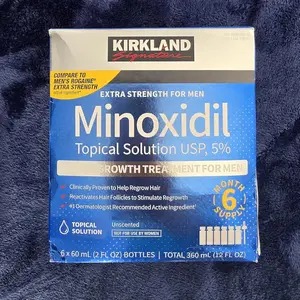 KIRKLAND
Signature
COMPARE TO
MEN'S ROGAINE®
EXTRA STRENGTH
EXTRA STRENGTH FOR MEN
Minoxidil
Topical Solution USP, 5%
GROWTH TREATMENT FOR MEN
Clinically Proven to Help Regrow Hair
Reactivates Hair Follicles to Stimulate Regrowth
#1 Dermatologist Recommended Active Ingredient
MONTH
6
SUPPLY
TOPICAL
SOLUTION
Unscented
NOT FOR USE BY WOMEN
6 x 60 mL (2 FL OZ) BOTTLES | TOTAL 360 mL (12 FL OZ)